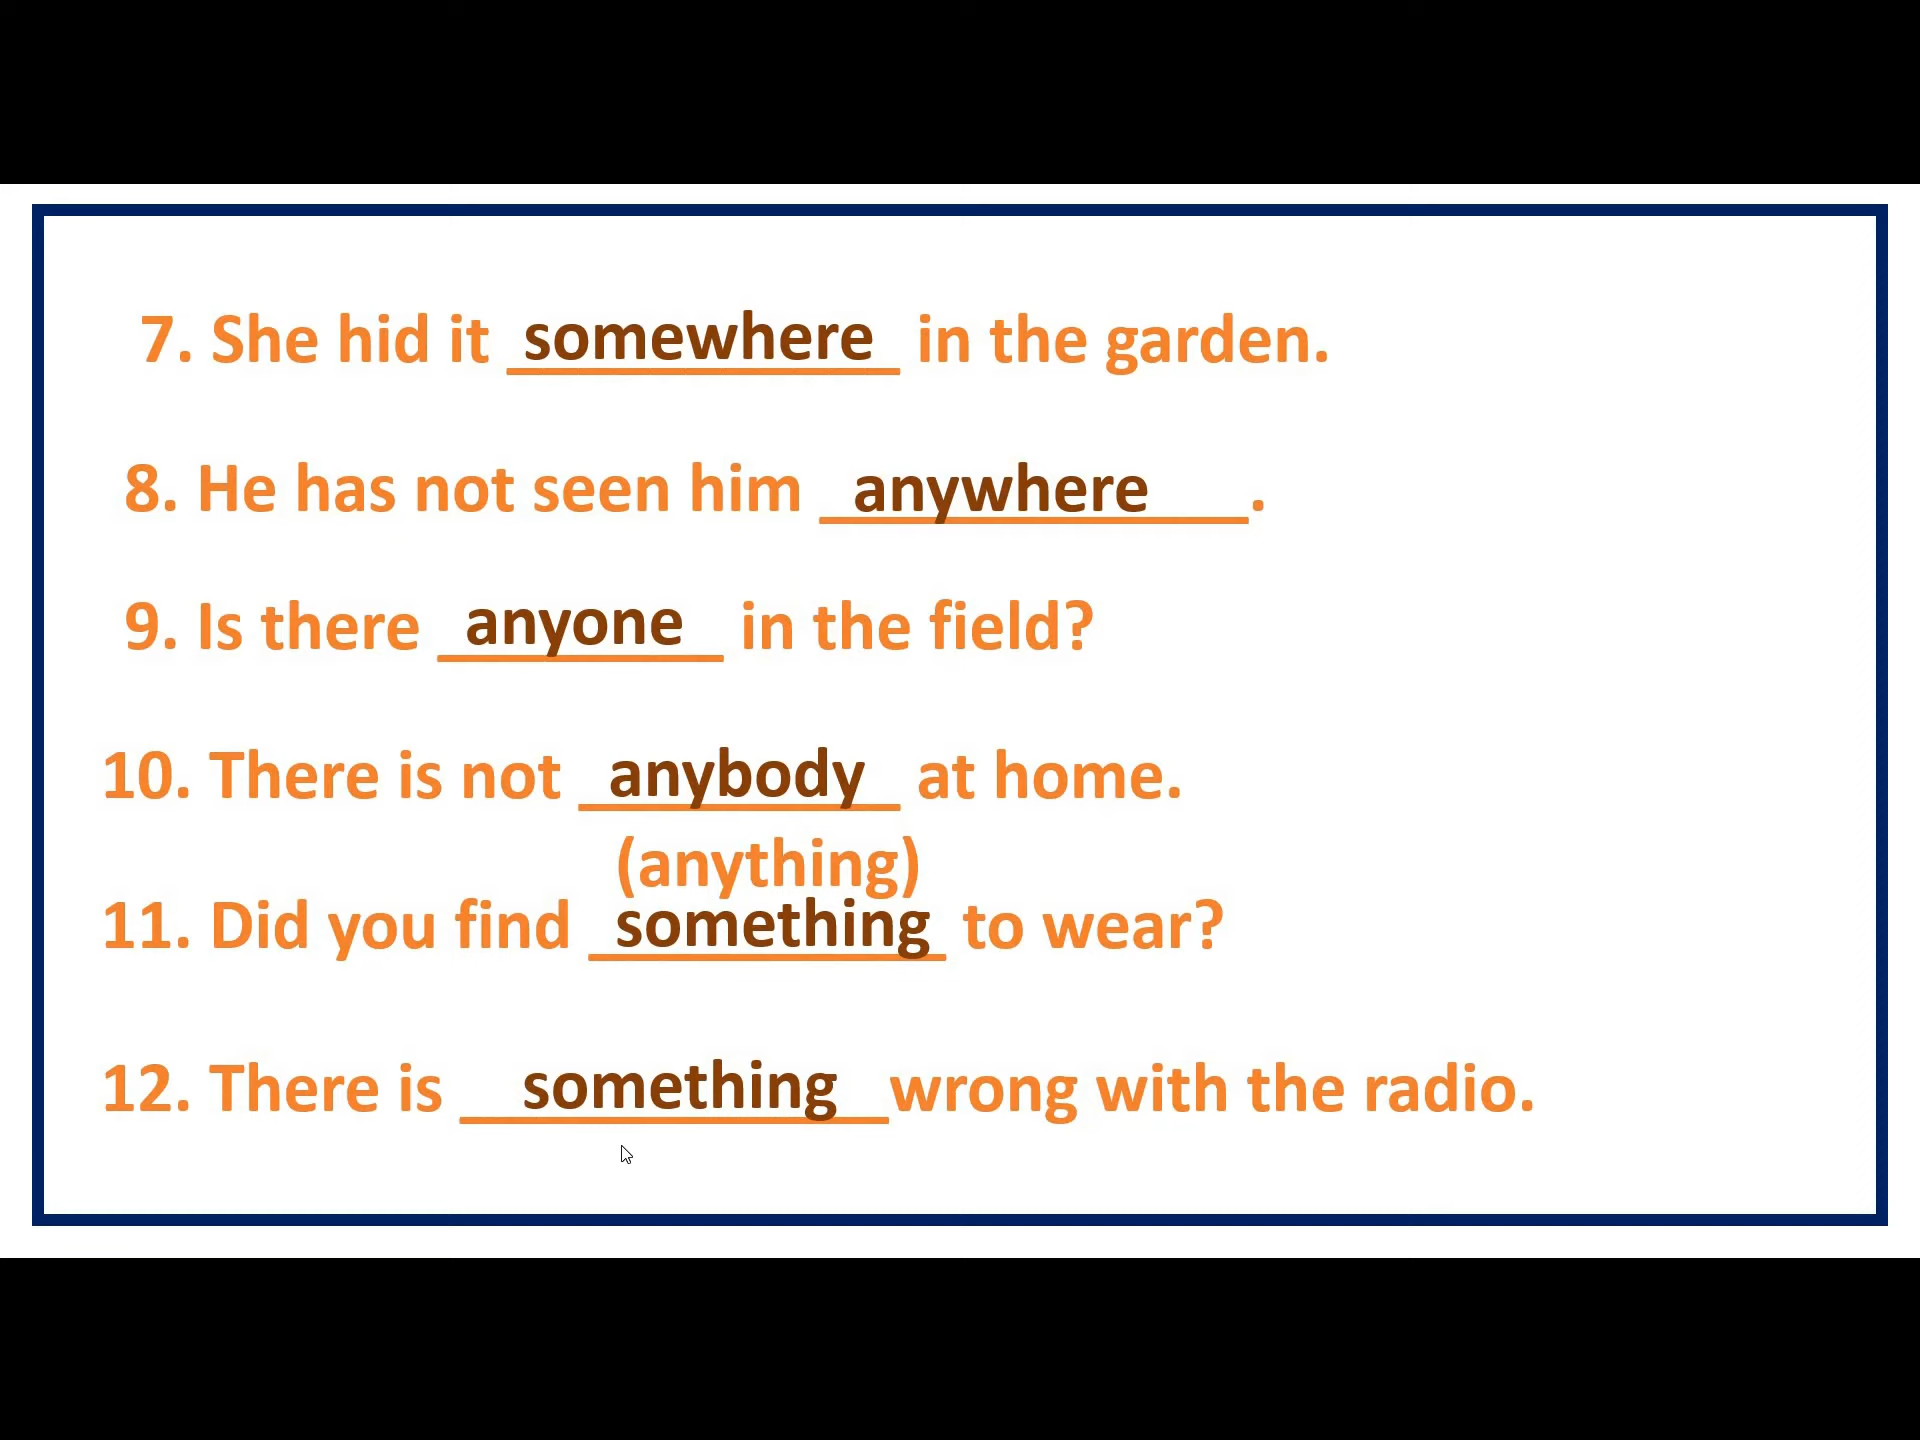 7. She hid it somewhere in the garden.
8. He has not seen him anywhere.
9. Is there anyone in the field?
10. There is not anybody at home.
(anything)
11. Did you find something to wear?
12. There is something wrong with the radio.